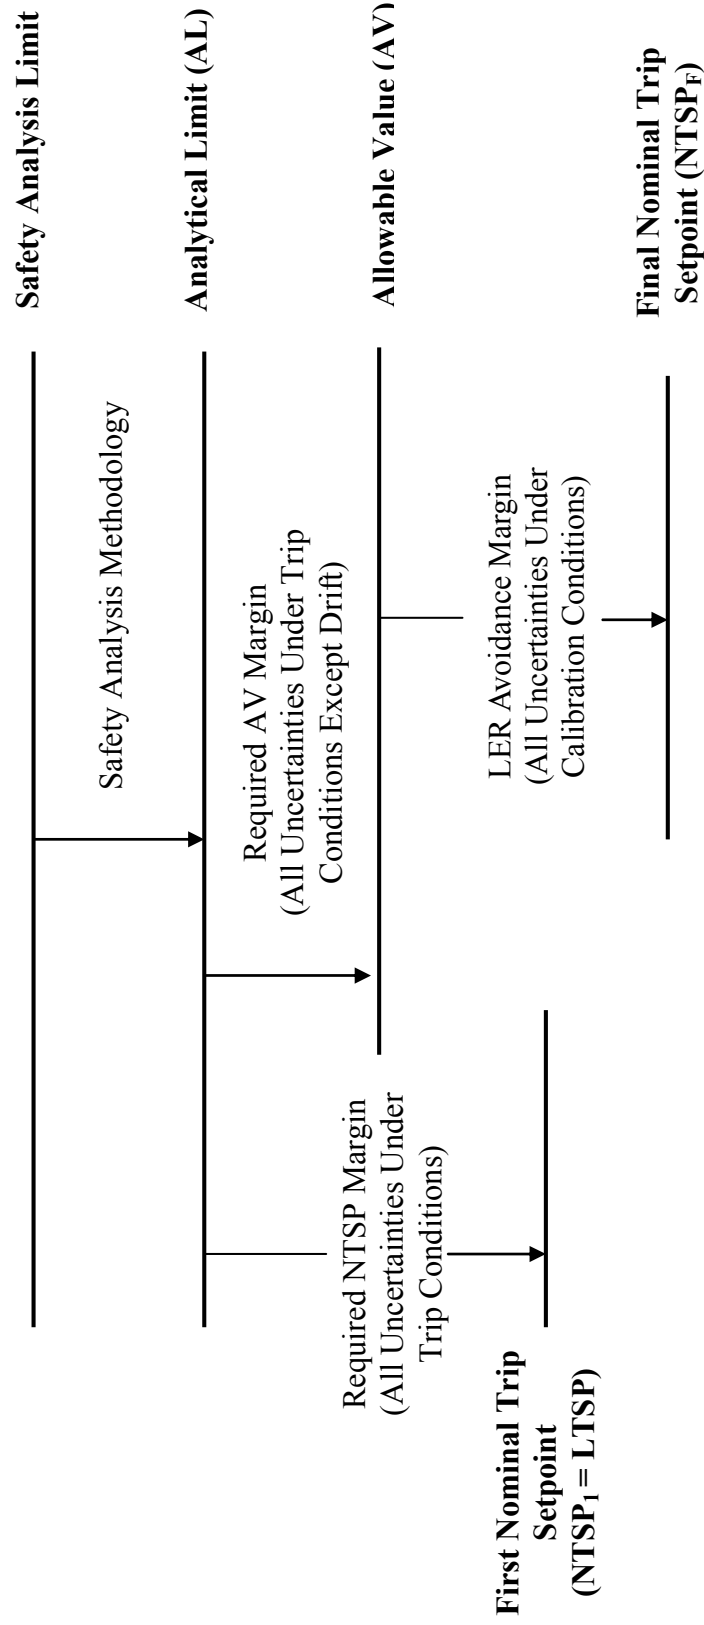 Safety Analysis Limit
Safety Analysis Methodology
Analytical Limit (AL)
Required AV Margin
(All Uncertainties Under Trip
Conditions Except Drift)
Allowable Value (AV)
Required NTSP Margin
(All Uncertainties Under
Trip Conditions)
LER Avoidance Margin
(All Uncertainties Under
Calibration Conditions)
First Nominal Trip
Setpoint
(NTSP₁ = LTSP)
Final Nominal Trip
Setpoint (NTSP_F)